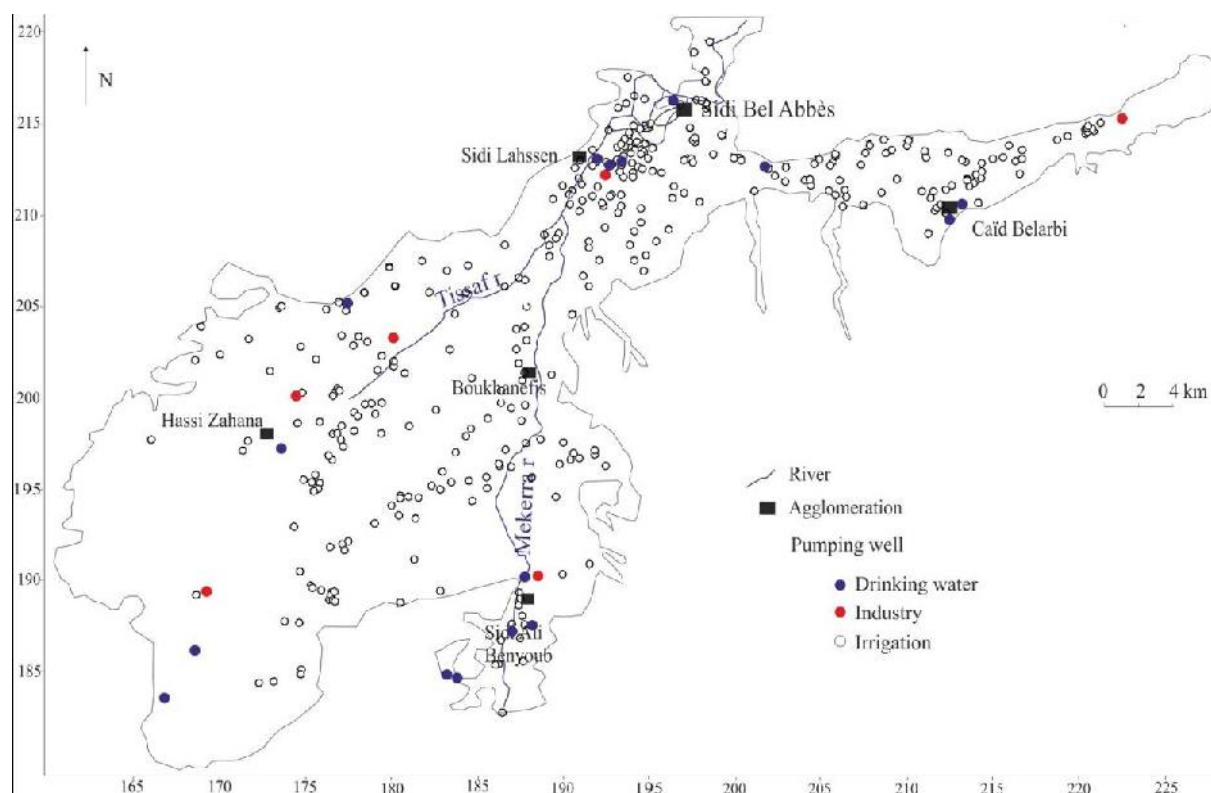 220
N
Sidi Bel Abbès
215
Sidi Lahssen
210
Caïd Belarbi
Tissaf r
205
Boukhanefis
200
0 2 4 km
Hassi Zahana
River
195
Agglomeration
Mekerra r
Pumping well
190
Drinking water
Industry
Sidi Ali
Irrigation
Benyoub
185
165 170 175 180 185 190 195 200 205 210 215 220 225